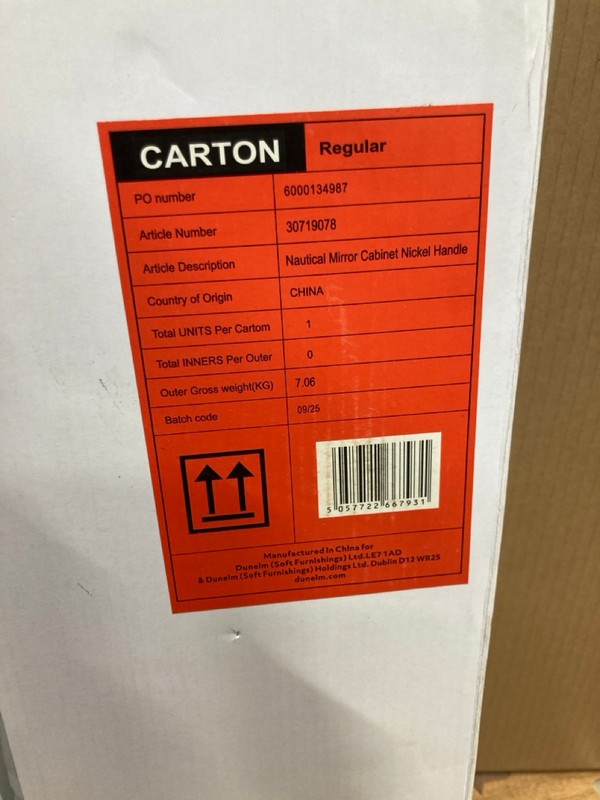 CARTON Regular
PO number 6000134987
Article Number 30719078
Article Description Nautical Mirror Cabinet Nickel Handle
Country of Origin CHINA
Total UNITS Per Cartom 1
Total INNERS Per Outer 0
Outer Gross weight(KG) 7.06
Batch code 09/25
5 057722 667931
Manufactured In China for
Dunelm (Soft Furnishings) Ltd.LE7 1AD
& Dunelm (Soft Furnishings) Holdings Ltd. Dublin D12 WR25
dunelm.com